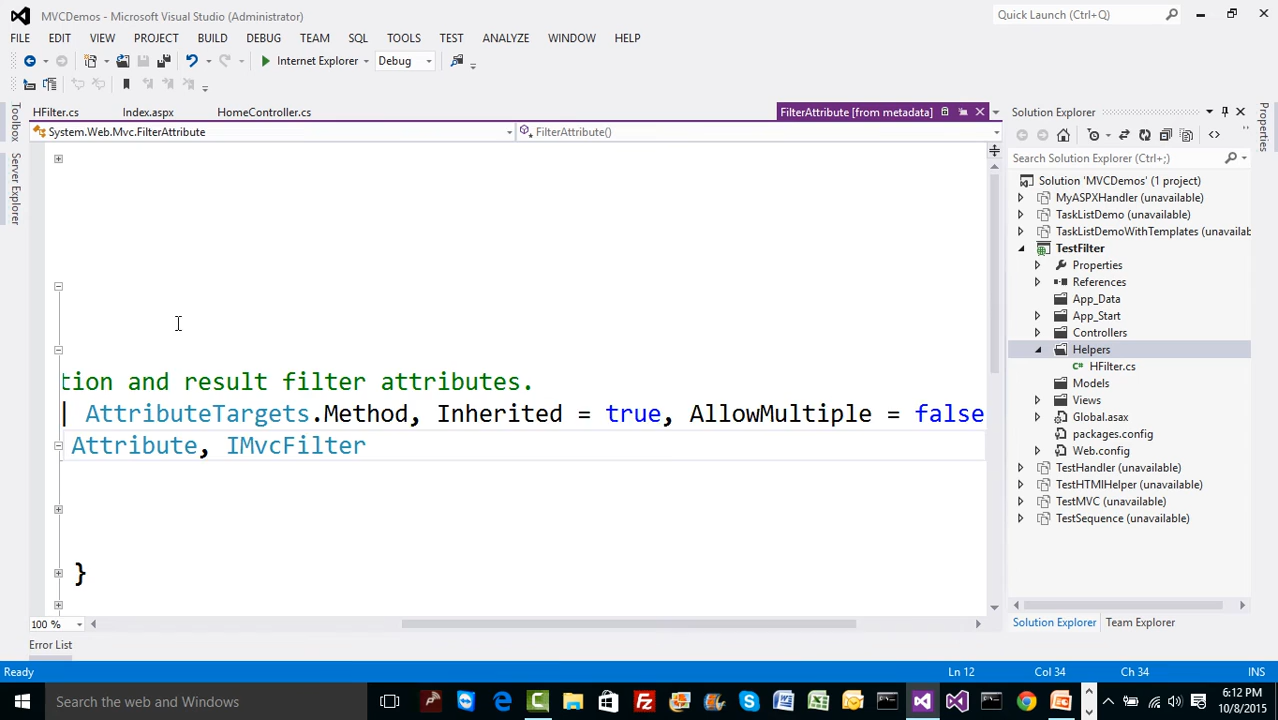 MVCDemos - Microsoft Visual Studio (Administrator)
Quick Launch (Ctrl+Q)
FILE EDIT VIEW PROJECT BUILD DEBUG TEAM SQL TOOLS TEST ANALYZE WINDOW HELP
Internet Explorer Debug
HFilter.cs Index.aspx HomeController.cs FilterAttribute [from metadata]
System.Web.Mvc.FilterAttribute FilterAttribute()
Toolbox
Server Explorer
tion and result filter attributes.
| AttributeTargets.Method, Inherited = true, AllowMultiple = false
Attribute, IMvcFilter
}
100 %
Solution Explorer
Search Solution Explorer (Ctrl+;)
Solution 'MVCDemos' (1 project)
MyASPXHandler (unavailable)
TaskListDemo (unavailable)
TaskListDemoWithTemplates (unavailab
TestFilter
Properties
References
App_Data
App_Start
Controllers
Helpers
C# HFilter.cs
Models
Views
Global.asax
packages.config
Web.config
TestHandler (unavailable)
TestHTMlHelper (unavailable)
TestMVC (unavailable)
TestSequence (unavailable)
Solution Explorer Team Explorer
Properties
Error List
Ready Ln 12 Col 34 Ch 34 INS
Search the web and Windows
6:12 PM
10/8/2015